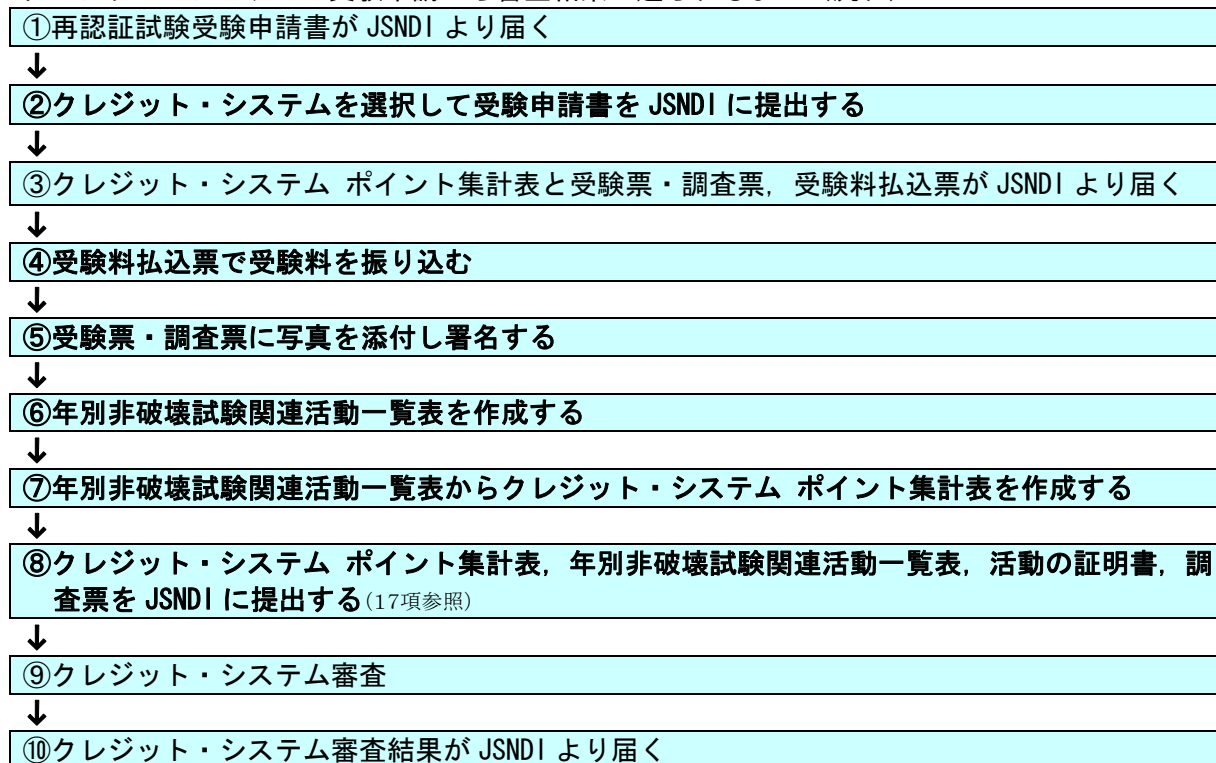 ①再認証試験受験申請書が JSNDI より届く
↓
②クレジット・システムを選択して受験申請書を JSNDI に提出する
↓
③クレジット・システム ポイント集計表と受験票・調査票，受験料払込票が JSNDI より届く
↓
④受験料払込票で受験料を振り込む
↓
⑤受験票・調査票に写真を添付し署名する
↓
⑥年別非破壊試験関連活動一覧表を作成する
↓
⑦年別非破壊試験関連活動一覧表からクレジット・システム ポイント集計表を作成する
↓
⑧クレジット・システム ポイント集計表，年別非破壊試験関連活動一覧表，活動の証明書，調
査票を JSNDI に提出する(17項参照)
↓
⑨クレジット・システム審査
↓
⑩クレジット・システム審査結果が JSNDI より届く